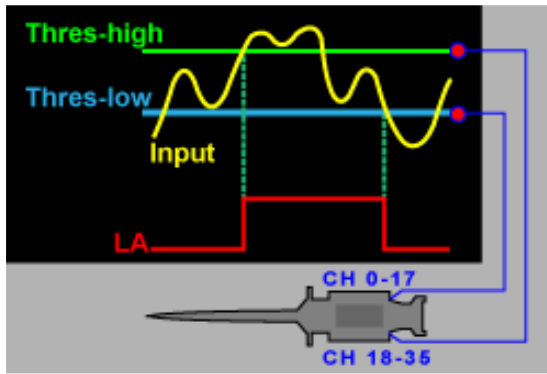 Thres-high
Thres-low
Input
LA
CH 0-17
CH 18-35